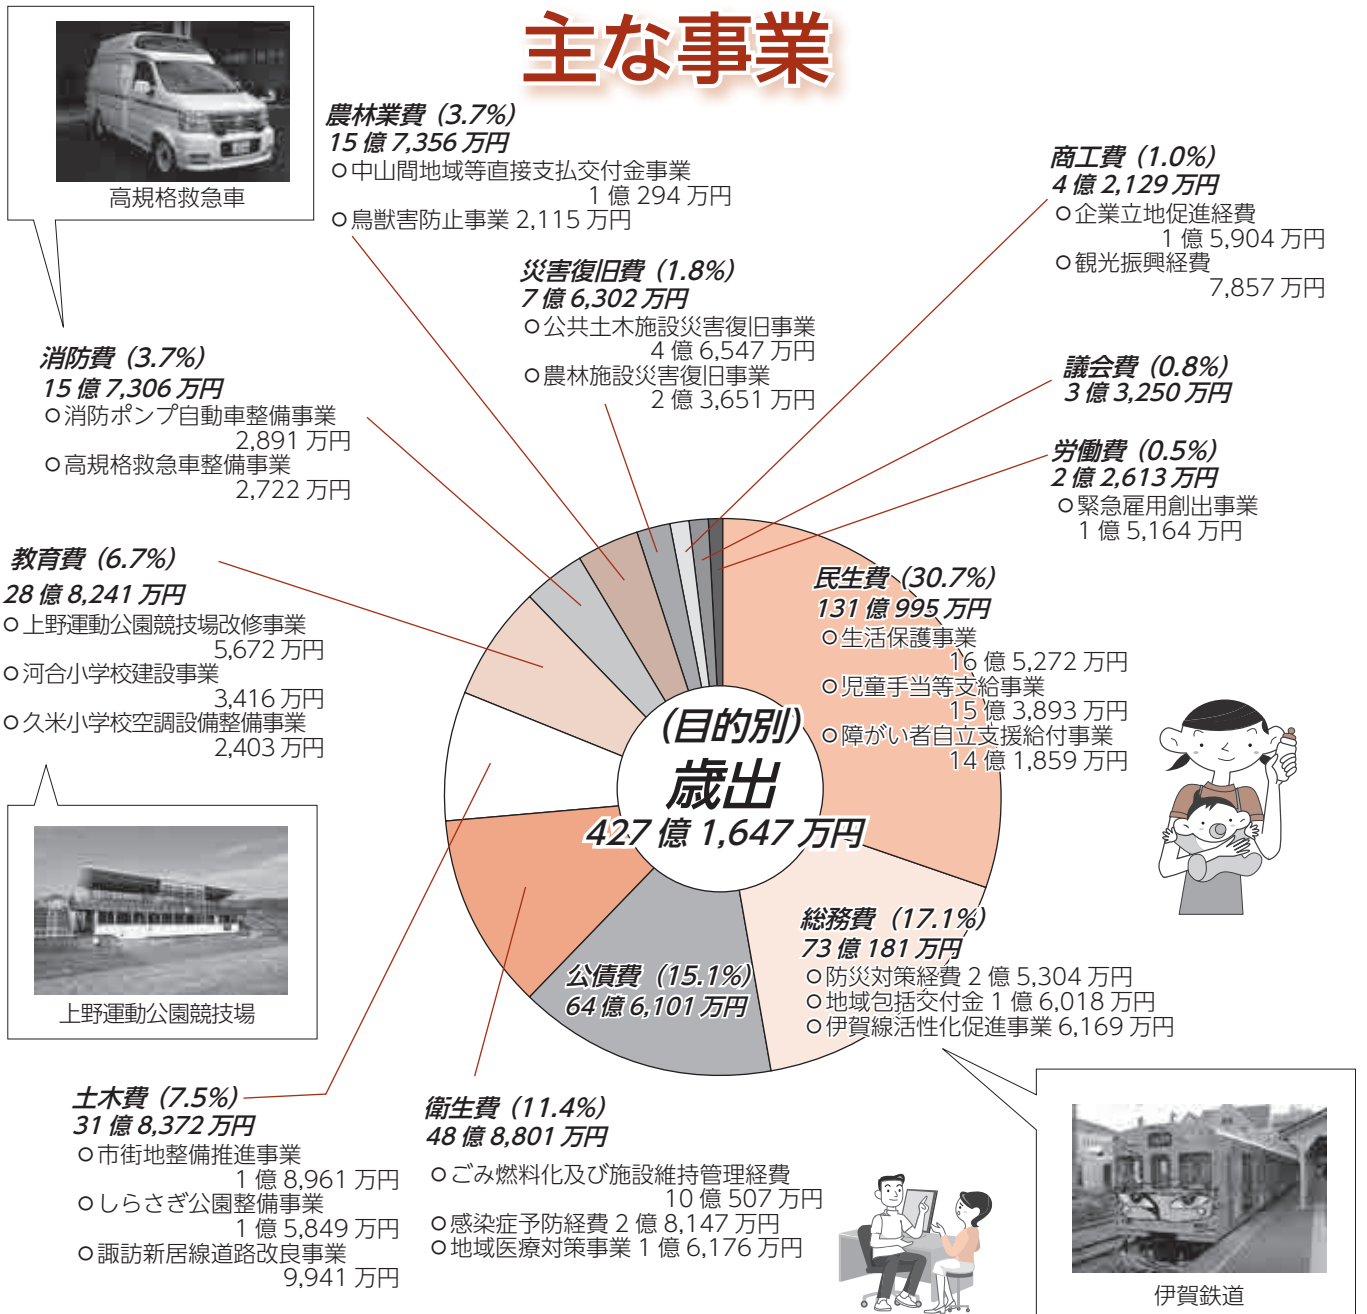 主な事業
高規格救急車
農林業費（3.7%）
15 億 7,356 万円
○中山間地域等直接支払交付金事業
1 億 294 万円
○鳥獣害防止事業 2,115 万円
商工費（1.0%）
4 億 2,129 万円
○企業立地促進経費
1 億 5,904 万円
○観光振興経費
7,857 万円
災害復旧費（1.8%）
7 億 6,302 万円
○公共土木施設災害復旧事業
4 億 6,547 万円
○農林施設災害復旧事業
2 億 3,651 万円
消防費（3.7%）
15 億 7,306 万円
○消防ポンプ自動車整備事業
2,891 万円
○高規格救急車整備事業
2,722 万円
議会費（0.8%）
3 億 3,250 万円
労働費（0.5%）
2 億 2,613 万円
○緊急雇用創出事業
1 億 5,164 万円
教育費（6.7%）
28 億 8,241 万円
○上野運動公園競技場改修事業
5,672 万円
○河合小学校建設事業
3,416 万円
○久米小学校空調設備整備事業
2,403 万円
民生費（30.7%）
131 億 995 万円
○生活保護事業
16 億 5,272 万円
○児童手当等支給事業
15 億 3,893 万円
○障がい者自立支援給付事業
14 億 1,859 万円
（目的別）
歳出
427 億 1,647 万円
上野運動公園競技場
総務費（17.1%）
73 億 181 万円
○防災対策経費 2 億 5,304 万円
○地域包括交付金 1 億 6,018 万円
○伊賀線活性化促進事業 6,169 万円
公債費（15.1%）
64 億 6,101 万円
土木費（7.5%）
31 億 8,372 万円
○市街地整備推進事業
1 億 8,961 万円
○しらさぎ公園整備事業
1 億 5,849 万円
○諏訪新居線道路改良事業
9,941 万円
衛生費（11.4%）
48 億 8,801 万円
○ごみ燃料化及び施設維持管理経費
10 億 507 万円
○感染症予防経費 2 億 8,147 万円
○地域医療対策事業 1 億 6,176 万円
伊賀鉄道